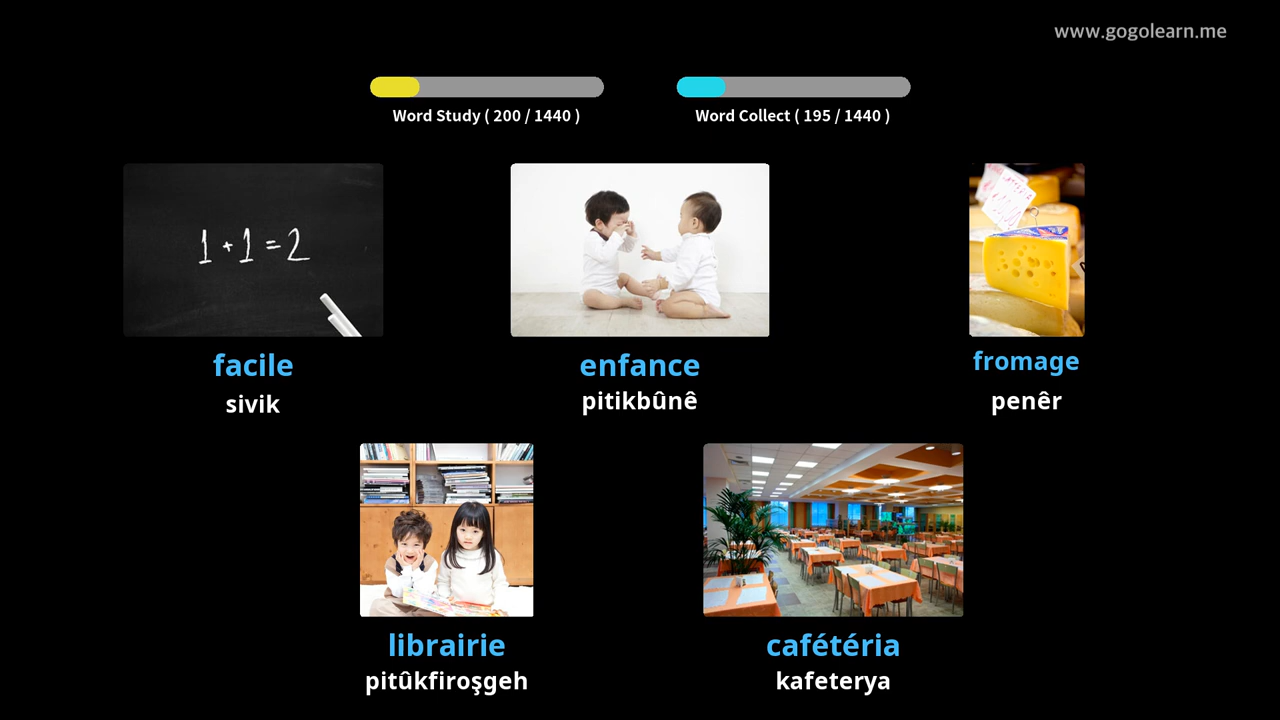 www.gogolearn.me
Word Study ( 200 / 1440 )
Word Collect ( 195 / 1440 )
1 + 1 = 2
facile
sivik
enfance
pitikbûnê
fromage
penêr
librairie
pitûkfiroşgeh
cafétéria
kafeterya